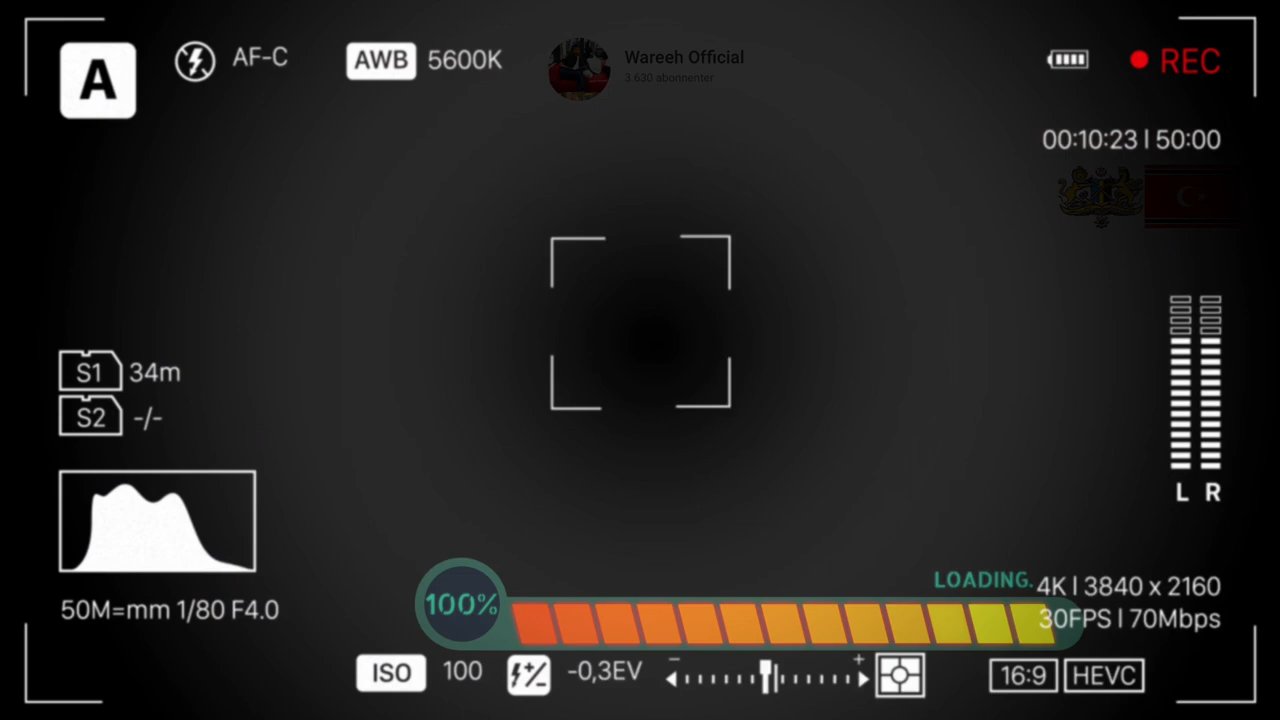 A
AF-C
AWB 5600K
Wareeh Official
3.630 abonnenter
REC
00:10:23 | 50:00
S1 34m
S2 -/-
L R
50M=mm 1/80 F4.0
100%
LOADING.
4K | 3840 x 2160
30FPS | 70Mbps
ISO 100
-0,3EV
16:9 HEVC